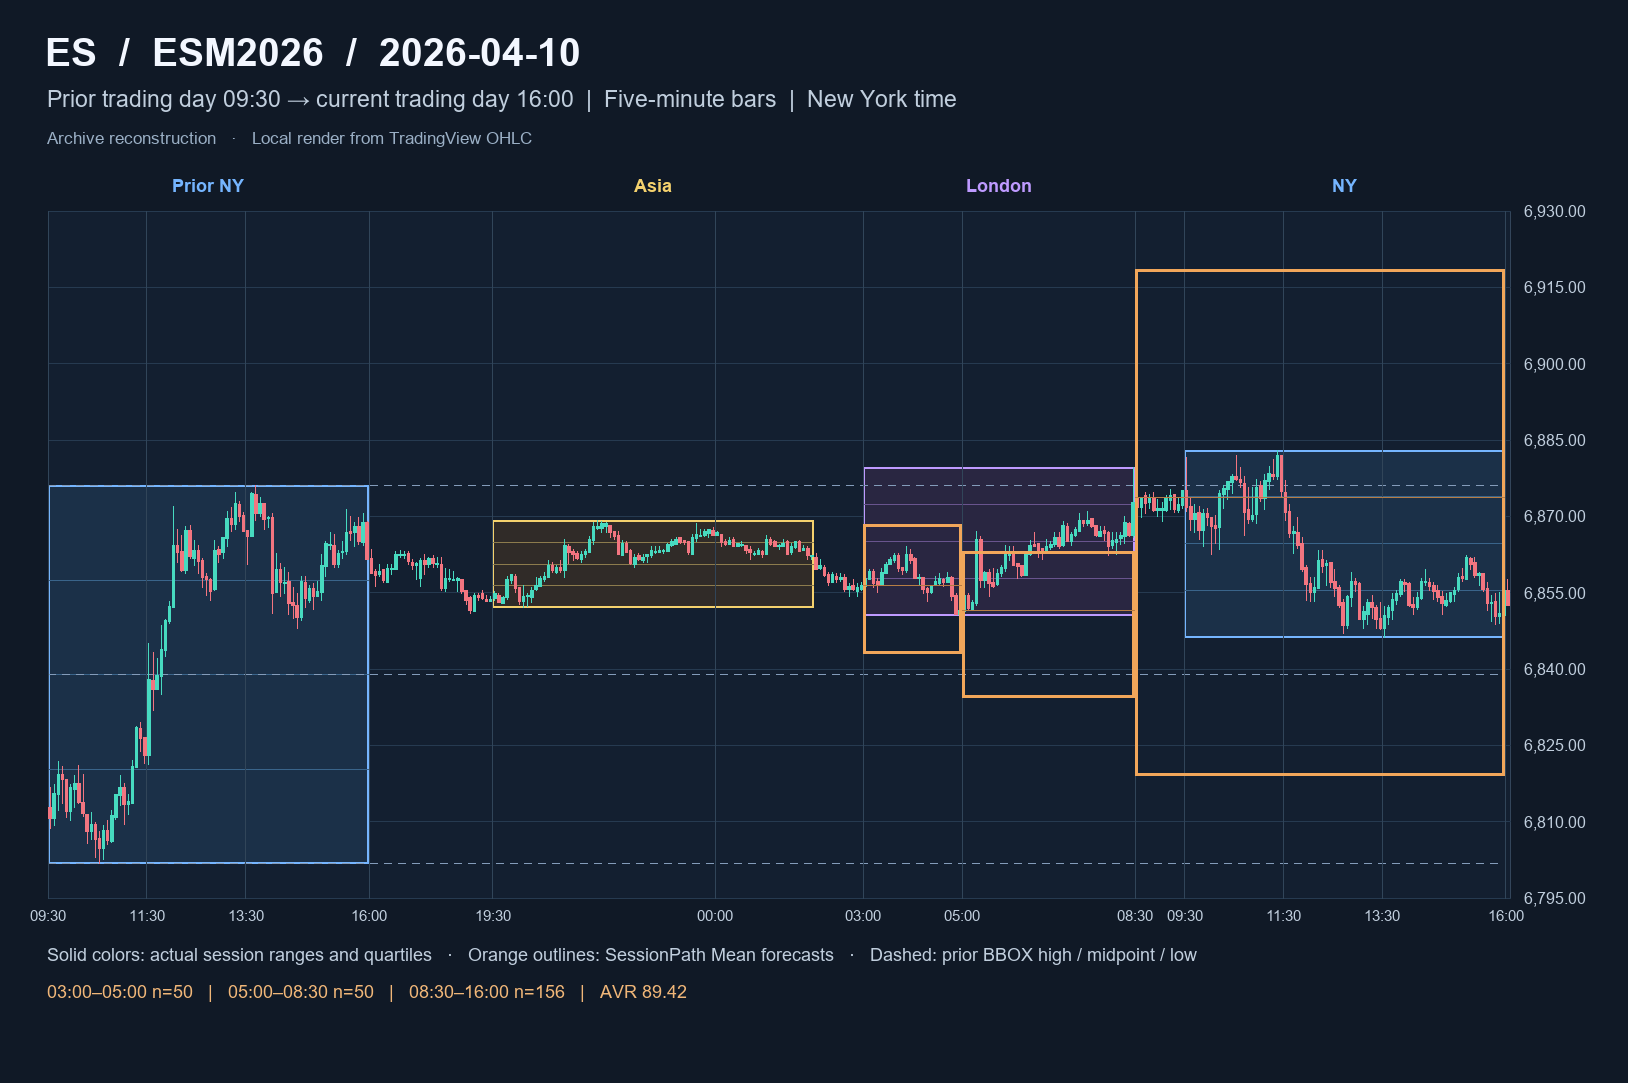 ES / ESM2026 / 2026-04-10
Prior trading day 09:30 → current trading day 16:00 | Five-minute bars | New York time
Archive reconstruction · Local render from TradingView OHLC
Prior NY Asia London NY
6,930.00
6,915.00
6,900.00
6,885.00
6,870.00
6,855.00
6,840.00
6,825.00
6,810.00
6,795.00
09:30 11:30 13:30 16:00 19:30 00:00 03:00 05:00 08:30 09:30 11:30 13:30 16:00
Solid colors: actual session ranges and quartiles · Orange outlines: SessionPath Mean forecasts · Dashed: prior BBOX high / midpoint / low
03:00–05:00 n=50 | 05:00–08:30 n=50 | 08:30–16:00 n=156 | AVR 89.42